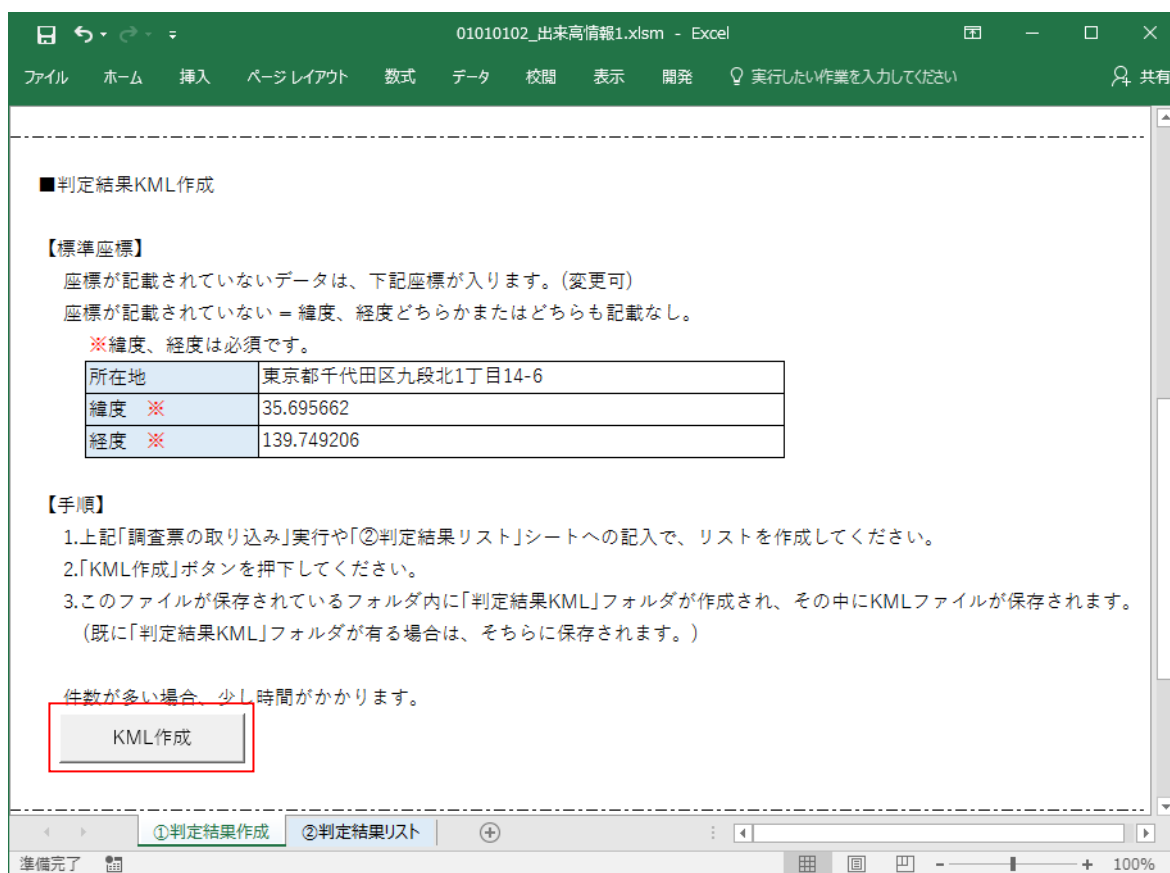 01010102_出来高情報1.xlsm - Excel
ファイル ホーム 挿入 ページ レイアウト 数式 データ 校閲 表示 開発 実行したい作業を入力してください 共有
■判定結果KML作成
【標準座標】
座標が記載されていないデータは、下記座標が入ります。(変更可)
座標が記載されていない = 緯度、経度どちらかまたはどちらも記載なし。
※緯度、経度は必須です。
所在地 東京都千代田区九段北1丁目14-6
緯度 ※ 35.695662
経度 ※ 139.749206
【手順】
1.上記「調査票の取り込み」実行や「②判定結果リスト」シートへの記入で、リストを作成してください。
2.「KML作成」ボタンを押下してください。
3.このファイルが保存されているフォルダ内に「判定結果KML」フォルダが作成され、その中にKMLファイルが保存されます。
(既に「判定結果KML」フォルダが有る場合は、そちらに保存されます。)
件数が多い場合、少し時間がかかります。
KML作成
①判定結果作成 ②判定結果リスト
準備完了 100%